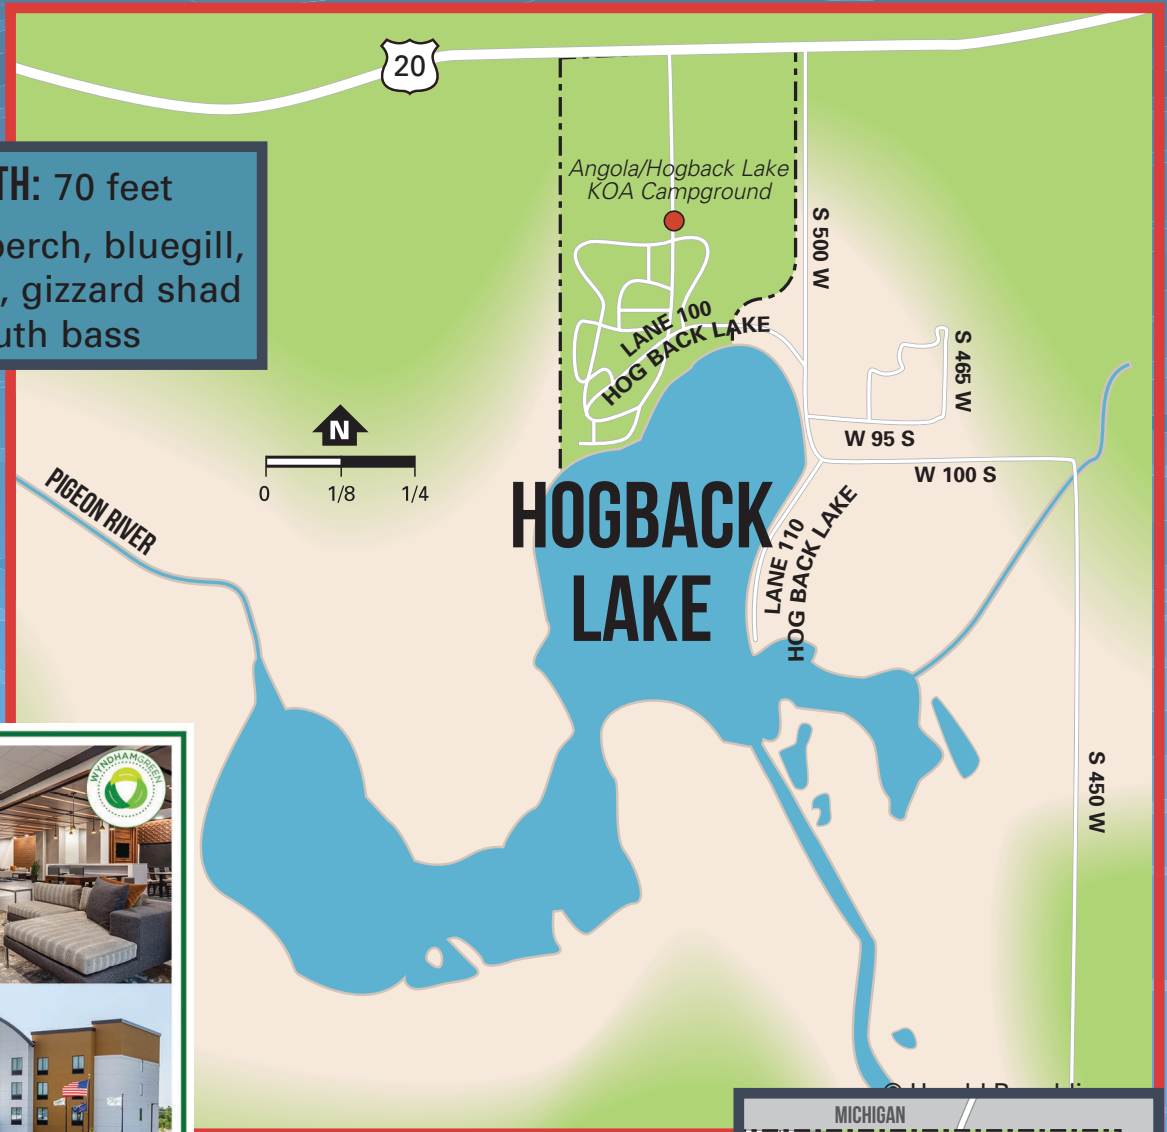 20
TH: 70 feet
perch, bluegill,
, gizzard shad
uth bass
Angola/Hogback Lake
KOA Campground
S 500 W
LANE 100
HOG BACK LAKE
S 465 W
W 95 S
W 100 S
N
0 1/8 1/4
PIGEON RIVER
HOGBACK
LAKE
LANE 110
HOG BACK LAKE
S 450 W
WYNDHAM GREEN
MICHIGAN